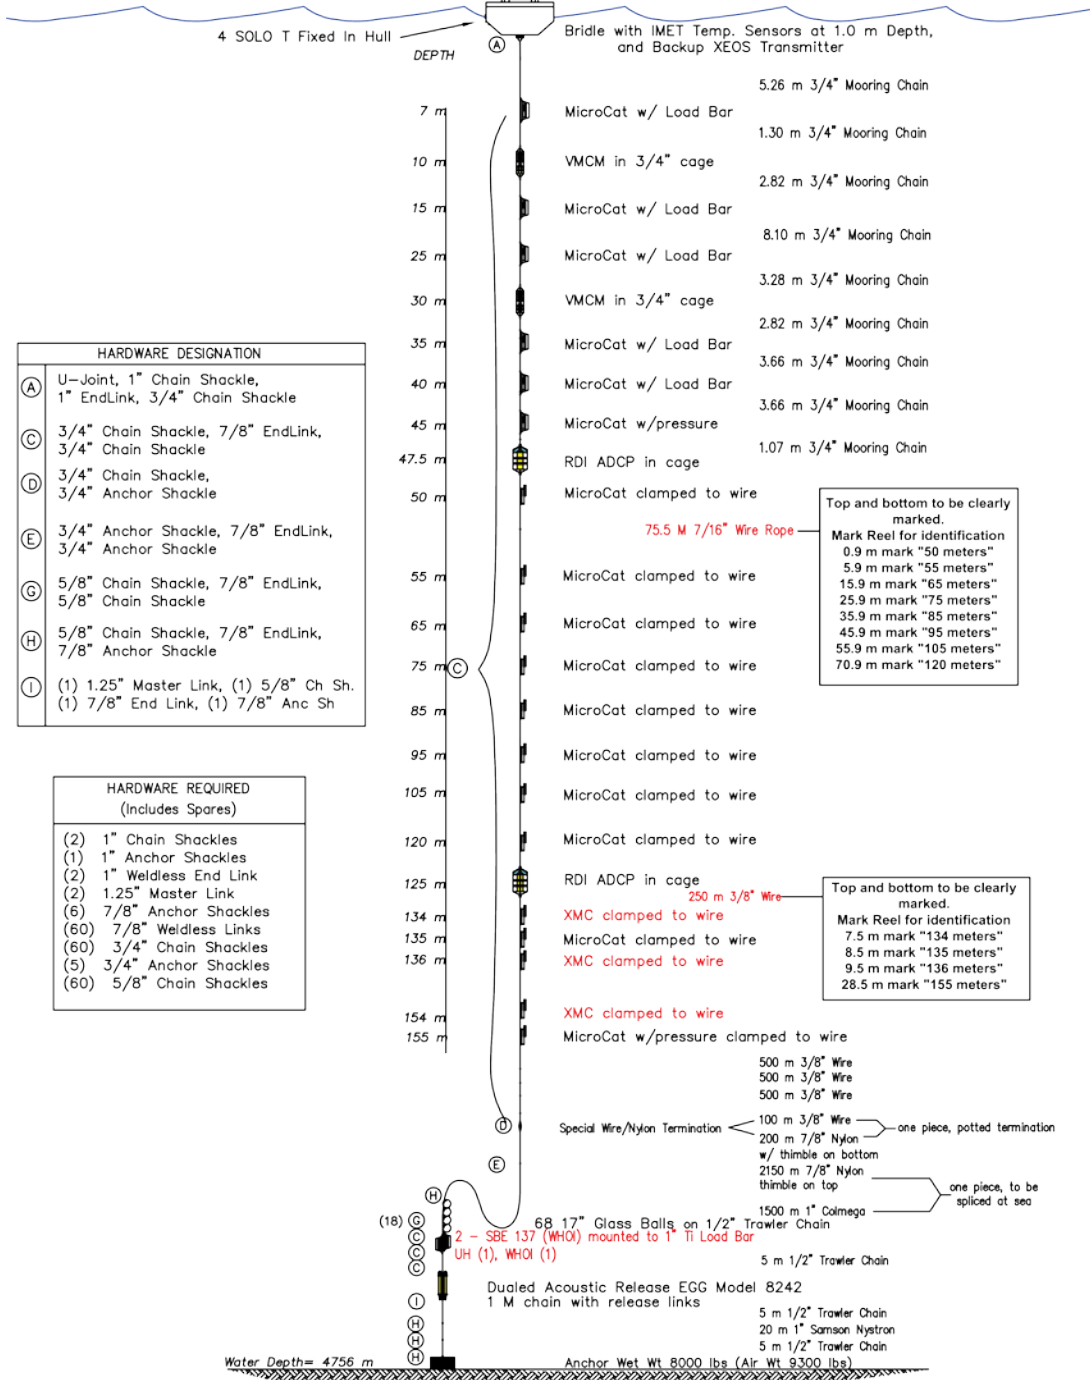 4 SOLO T Fixed In Hull
A
Bridle with IMET Temp. Sensors at 1.0 m Depth,
and Backup XEOS Transmitter
DEPTH
5.26 m 3/4" Mooring Chain
7 m
MicroCat w/ Load Bar
1.30 m 3/4" Mooring Chain
10 m
VMCM in 3/4" cage
2.82 m 3/4" Mooring Chain
15 m
MicroCat w/ Load Bar
8.10 m 3/4" Mooring Chain
25 m
MicroCat w/ Load Bar
3.28 m 3/4" Mooring Chain
30 m
VMCM in 3/4" cage
2.82 m 3/4" Mooring Chain
35 m
MicroCat w/ Load Bar
3.66 m 3/4" Mooring Chain
40 m
MicroCat w/ Load Bar
3.66 m 3/4" Mooring Chain
45 m
MicroCat w/pressure
1.07 m 3/4" Mooring Chain
47.5 m
RDI ADCP in cage
50 m
MicroCat clamped to wire
75.5 M 7/16" Wire Rope
Top and bottom to be clearly
marked.
Mark Reel for identification
0.9 m mark "50 meters"
5.9 m mark "55 meters"
15.9 m mark "65 meters"
25.9 m mark "75 meters"
35.9 m mark "85 meters"
45.9 m mark "95 meters"
55.9 m mark "105 meters"
70.9 m mark "120 meters"
55 m
MicroCat clamped to wire
65 m
MicroCat clamped to wire
75 m
C
MicroCat clamped to wire
85 m
MicroCat clamped to wire
95 m
MicroCat clamped to wire
105 m
MicroCat clamped to wire
120 m
MicroCat clamped to wire
125 m
RDI ADCP in cage
250 m 3/8" Wire
Top and bottom to be clearly
marked.
Mark Reel for identification
7.5 m mark "134 meters"
8.5 m mark "135 meters"
9.5 m mark "136 meters"
28.5 m mark "155 meters"
134 m
XMC clamped to wire
135 m
MicroCat clamped to wire
136 m
XMC clamped to wire
154 m
XMC clamped to wire
155 m
MicroCat w/pressure clamped to wire
HARDWARE DESIGNATION
A
U-Joint, 1" Chain Shackle,
1" EndLink, 3/4" Chain Shackle
C
3/4" Chain Shackle, 7/8" EndLink,
3/4" Chain Shackle
D
3/4" Chain Shackle,
3/4" Anchor Shackle
E
3/4" Anchor Shackle, 7/8" EndLink,
3/4" Anchor Shackle
G
5/8" Chain Shackle, 7/8" EndLink,
5/8" Chain Shackle
H
5/8" Chain Shackle, 7/8" EndLink,
7/8" Anchor Shackle
I
(1) 1.25" Master Link, (1) 5/8" Ch Sh.
(1) 7/8" End Link, (1) 7/8" Anc Sh
HARDWARE REQUIRED
(Includes Spares)
(2) 1" Chain Shackles
(1) 1" Anchor Shackles
(2) 1" Weldless End Link
(2) 1.25" Master Link
(6) 7/8" Anchor Shackles
(60) 7/8" Weldless Links
(60) 3/4" Chain Shackles
(5) 3/4" Anchor Shackles
(60) 5/8" Chain Shackles
500 m 3/8" Wire
500 m 3/8" Wire
500 m 3/8" Wire
D
Special Wire/Nylon Termination
100 m 3/8" Wire
200 m 7/8" Nylon
one piece, potted termination
w/ thimble on bottom
E
2150 m 7/8" Nylon
thimble on top
1500 m 1" Colmega
one piece, to be
spliced at sea
H
(18) G
68 17" Glass Balls on 1/2" Trawler Chain
C
2 - SBE 137 (WHOI) mounted to 1" Ti Load Bar
C
UH (1), WHOI (1)
C
5 m 1/2" Trawler Chain
Dualed Acoustic Release EGG Model 8242
1 M chain with release links
I
5 m 1/2" Trawler Chain
H
20 m 1" Samson Nystron
H
5 m 1/2" Trawler Chain
H
Water Depth= 4756 m
Anchor Wet Wt 8000 lbs (Air Wt 9300 lbs)